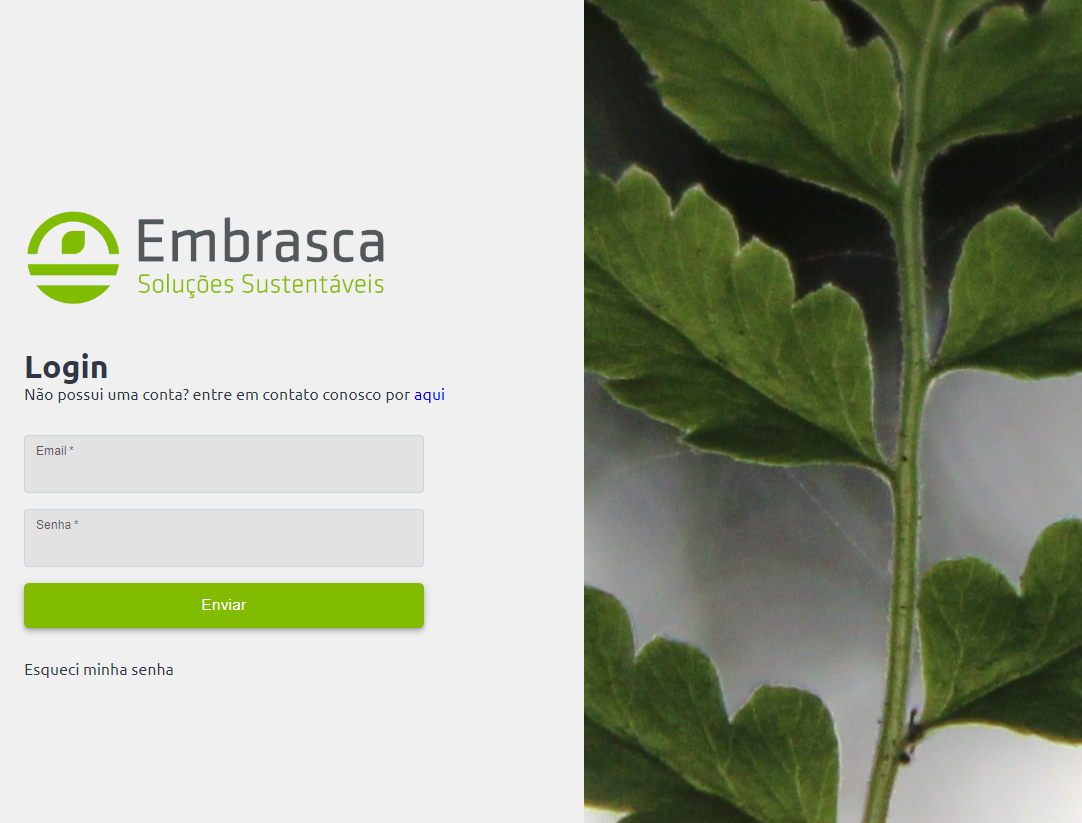 Embrasca
Soluções Sustentáveis
Login
Não possui uma conta? entre em contato conosco por aqui
Email *
Senha *
Enviar
Esqueci minha senha